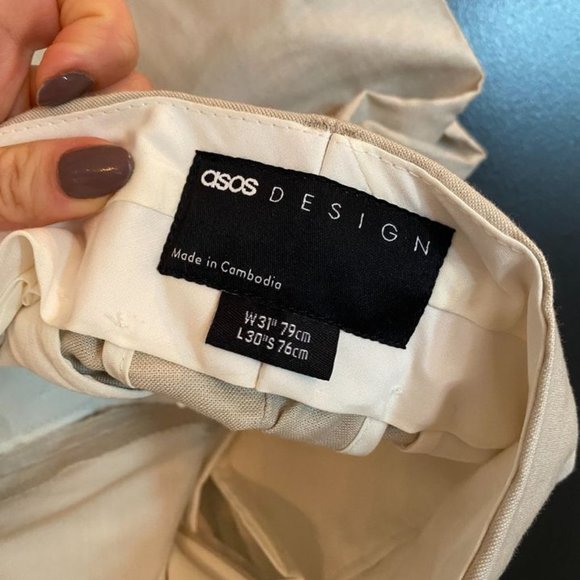 asos DESIGN
Made in Cambodia
W31" 79cm
L30"S 76cm